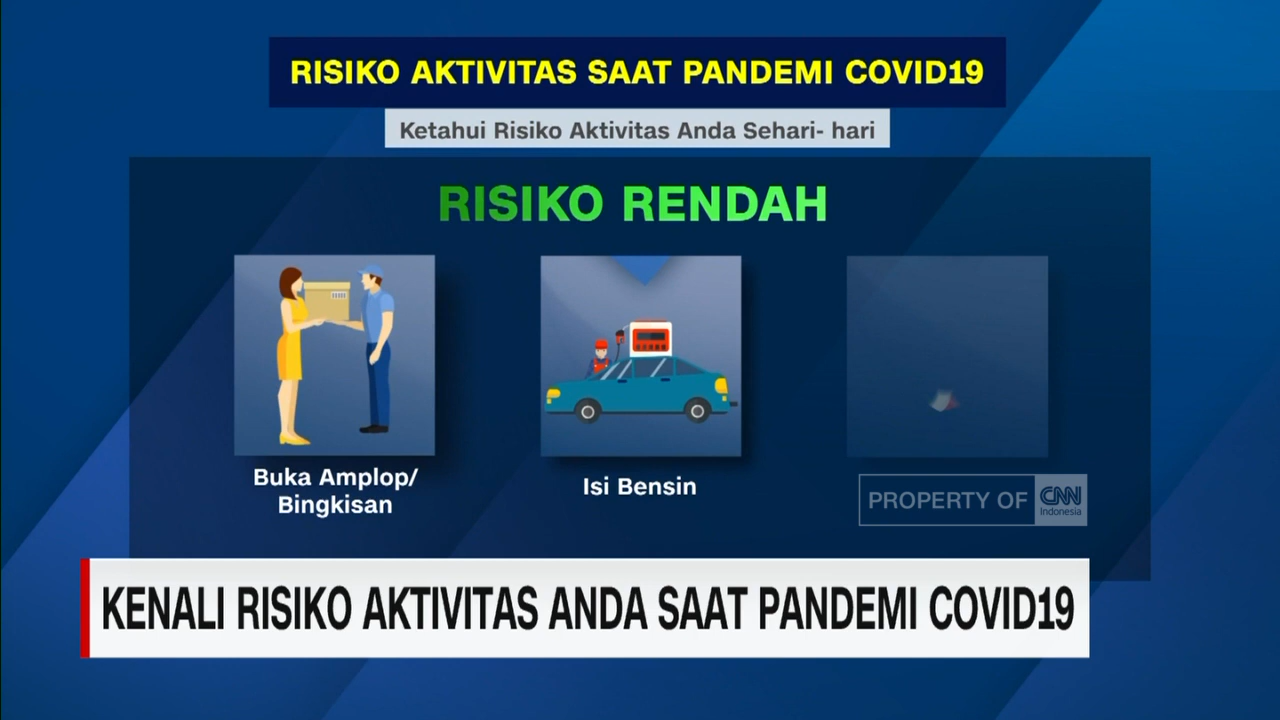 RISIKO AKTIVITAS SAAT PANDEMI COVID19
Ketahui Risiko Aktivitas Anda Sehari- hari
RISIKO RENDAH
Buka Amplop/
Bingkisan
Isi Bensin
PROPERTY OF CNN
Indonesia
KENALI RISIKO AKTIVITAS ANDA SAAT PANDEMI COVID19